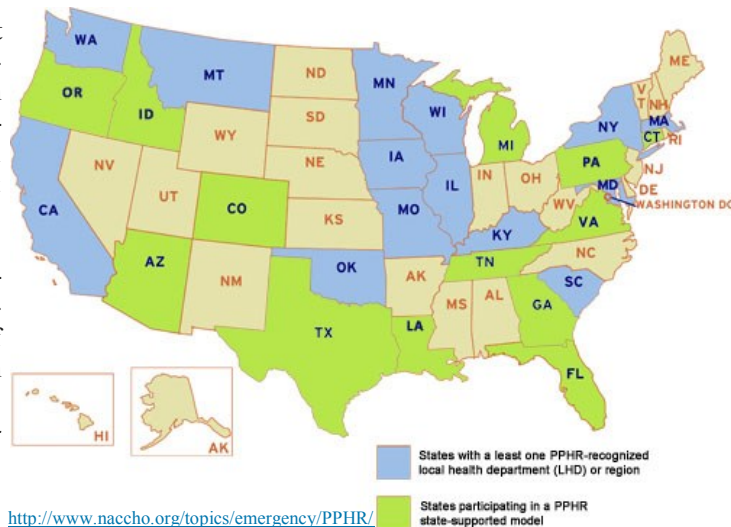 WA
MT
ND
MN
ME
OR
ID
SD
WI
V
T
NH
MA
NY
CT
RI
WY
MI
IA
PA
NJ
NV
NE
IN
OH
MD
DE
UT
IL
WV
WASHINGTON DC
CA
CO
KS
MO
KY
VA
AZ
NM
OK
AK
TN
NC
SC
MS
AL
GA
TX
LA
FL
HI
AK
States with a least one PPHR-recognized
local health department (LHD) or region
States participating in a PPHR
state-supported model
http://www.naccho.org/topics/emergency/PPHR/